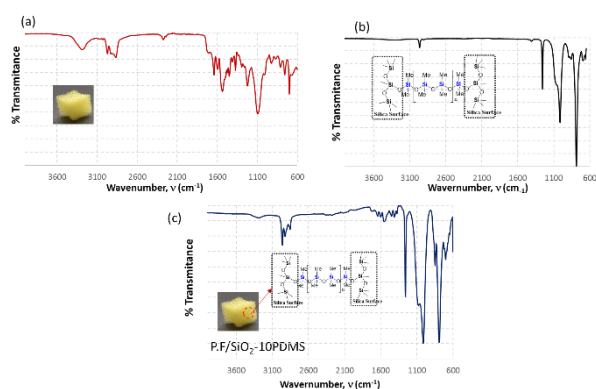 (a)
% Transmitance
3600 3100 2600 2100 1600 1100 600
Wavenumber, ν (cm⁻¹)
(b)
% Transmitance
Silica Surface
Silica Surface
3600 3100 2600 2100 1600 1100 600
Wavenumber, ν (cm⁻¹)
(c)
% Transmitance
Silica Surface
Silica Surface
P.F/SiO₂-10PDMS
3600 3100 2600 2100 1600 1100 600
Wavenumber, ν (cm⁻¹)